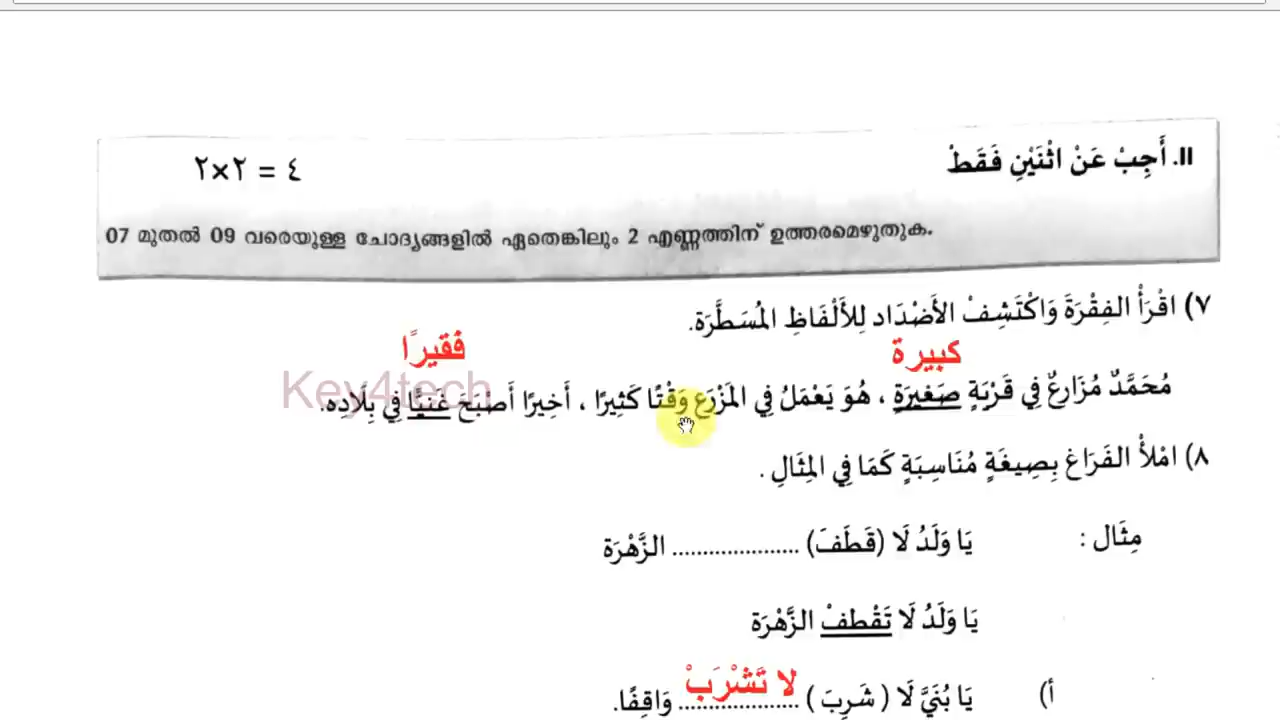 II. أَجِبْ عَنْ اثْنَيْنِ فَقَطْ ٢×٢ = ٤
07 മുതൽ 09 വരെയുള്ള ചോദ്യങ്ങളിൽ ഏതെങ്കിലും 2 എണ്ണത്തിന് ഉത്തരമെഴുതുക.
٧) اقْرَأْ الفِقْرَةَ وَاكْتَشِفْ الأَضْدَاد لِلأَلْفَاظِ المُسَطَّرَة.
كبيرة فقيرًا
Key4tech
مُحَمَّدٌ مُزَارِعٌ فِي قَرْيَةٍ صَغِيرَةٍ ، هُوَ يَعْمَلُ فِي المَزْرَعِ وَقْتًا كَثِيرًا ، أَخِيرًا أَصْبَحَ غَنِيًّا فِي بِلَادِه.
٨) امْلأْ الفَرَاغ بِصِيغَةٍ مُنَاسِبَةٍ كَمَا فِي المِثَالِ .
مِثَال : يَا وَلَدُ لَا (قَطَفَ) ..................... الزَّهْرَة
يَا وَلَدُ لَا تَقْطفْ الزَّهْرَة
لا تَشْرَبْ
أ) يَا بُنَيَّ لَا ( شَرِبَ ) .................... وَاقِفًا.